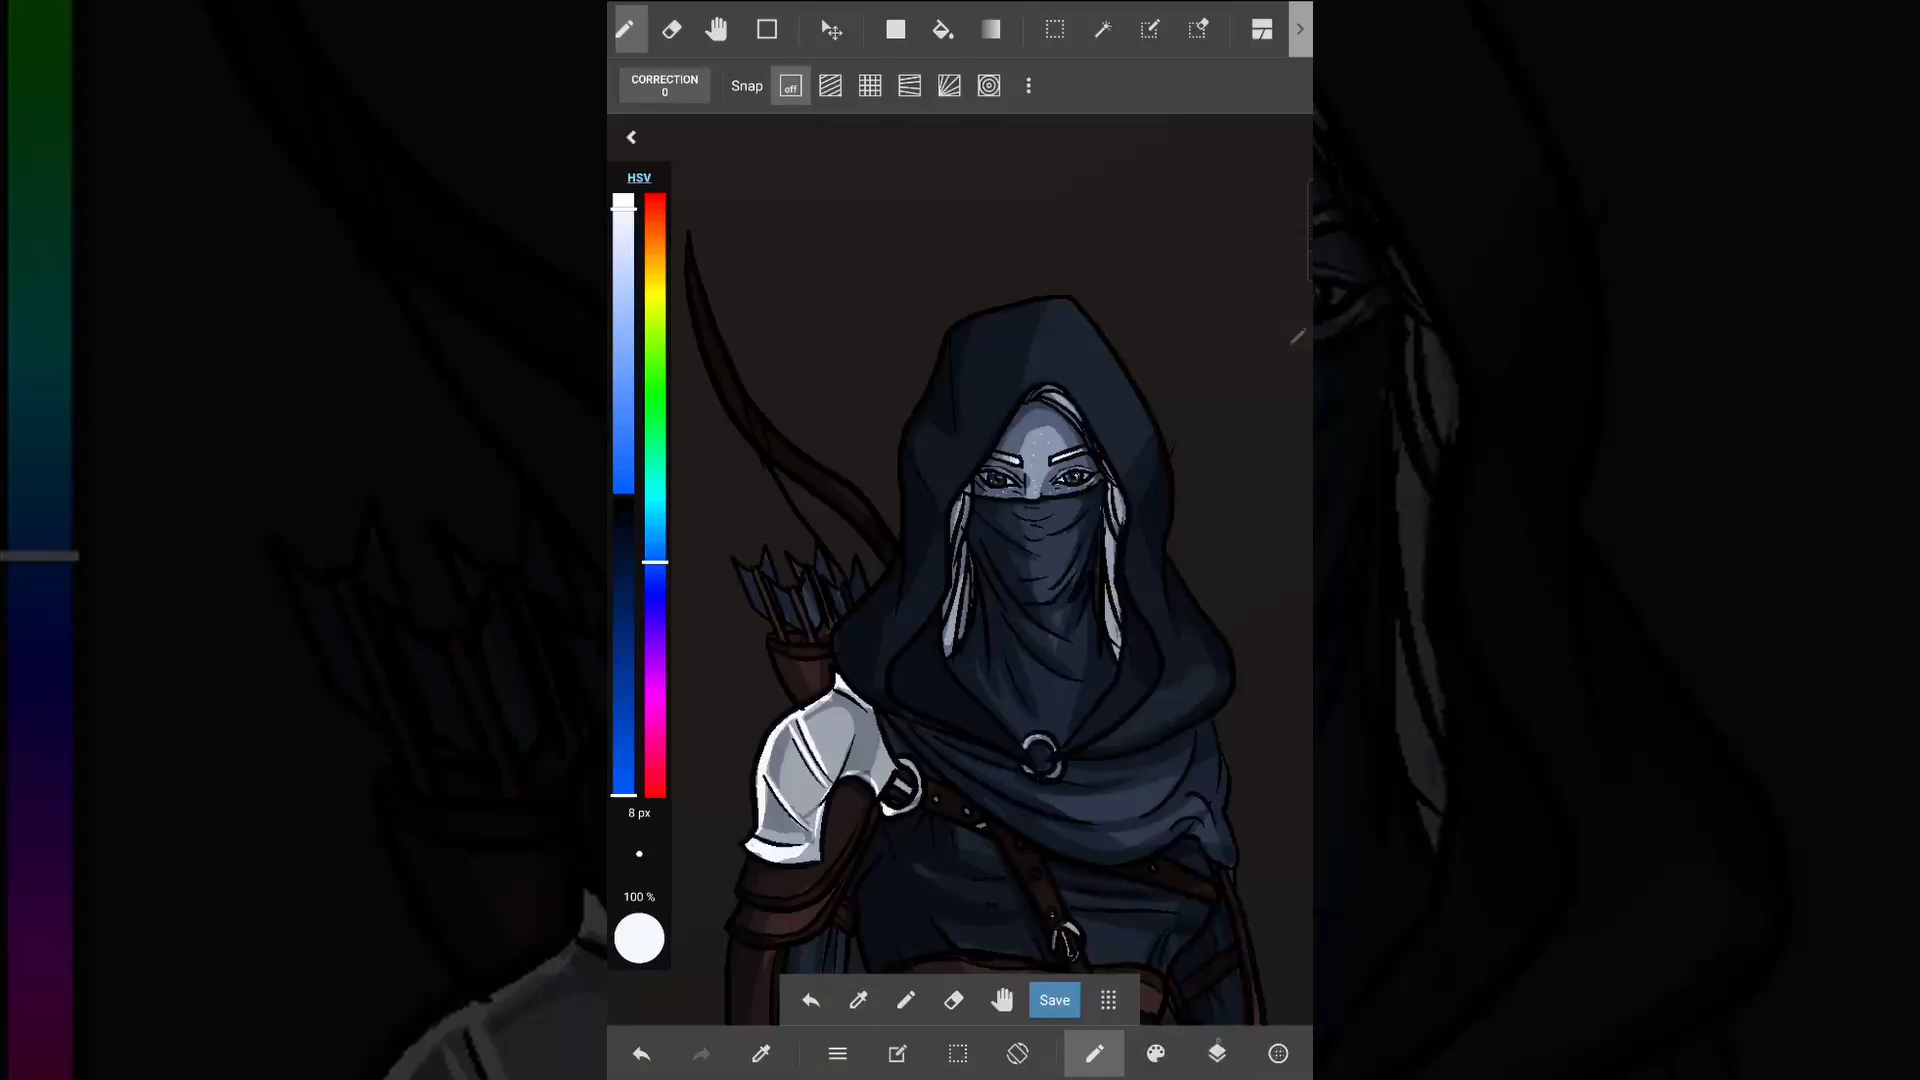 CORRECTION
0
Snap
off
HSV
8 px
100 %
Save